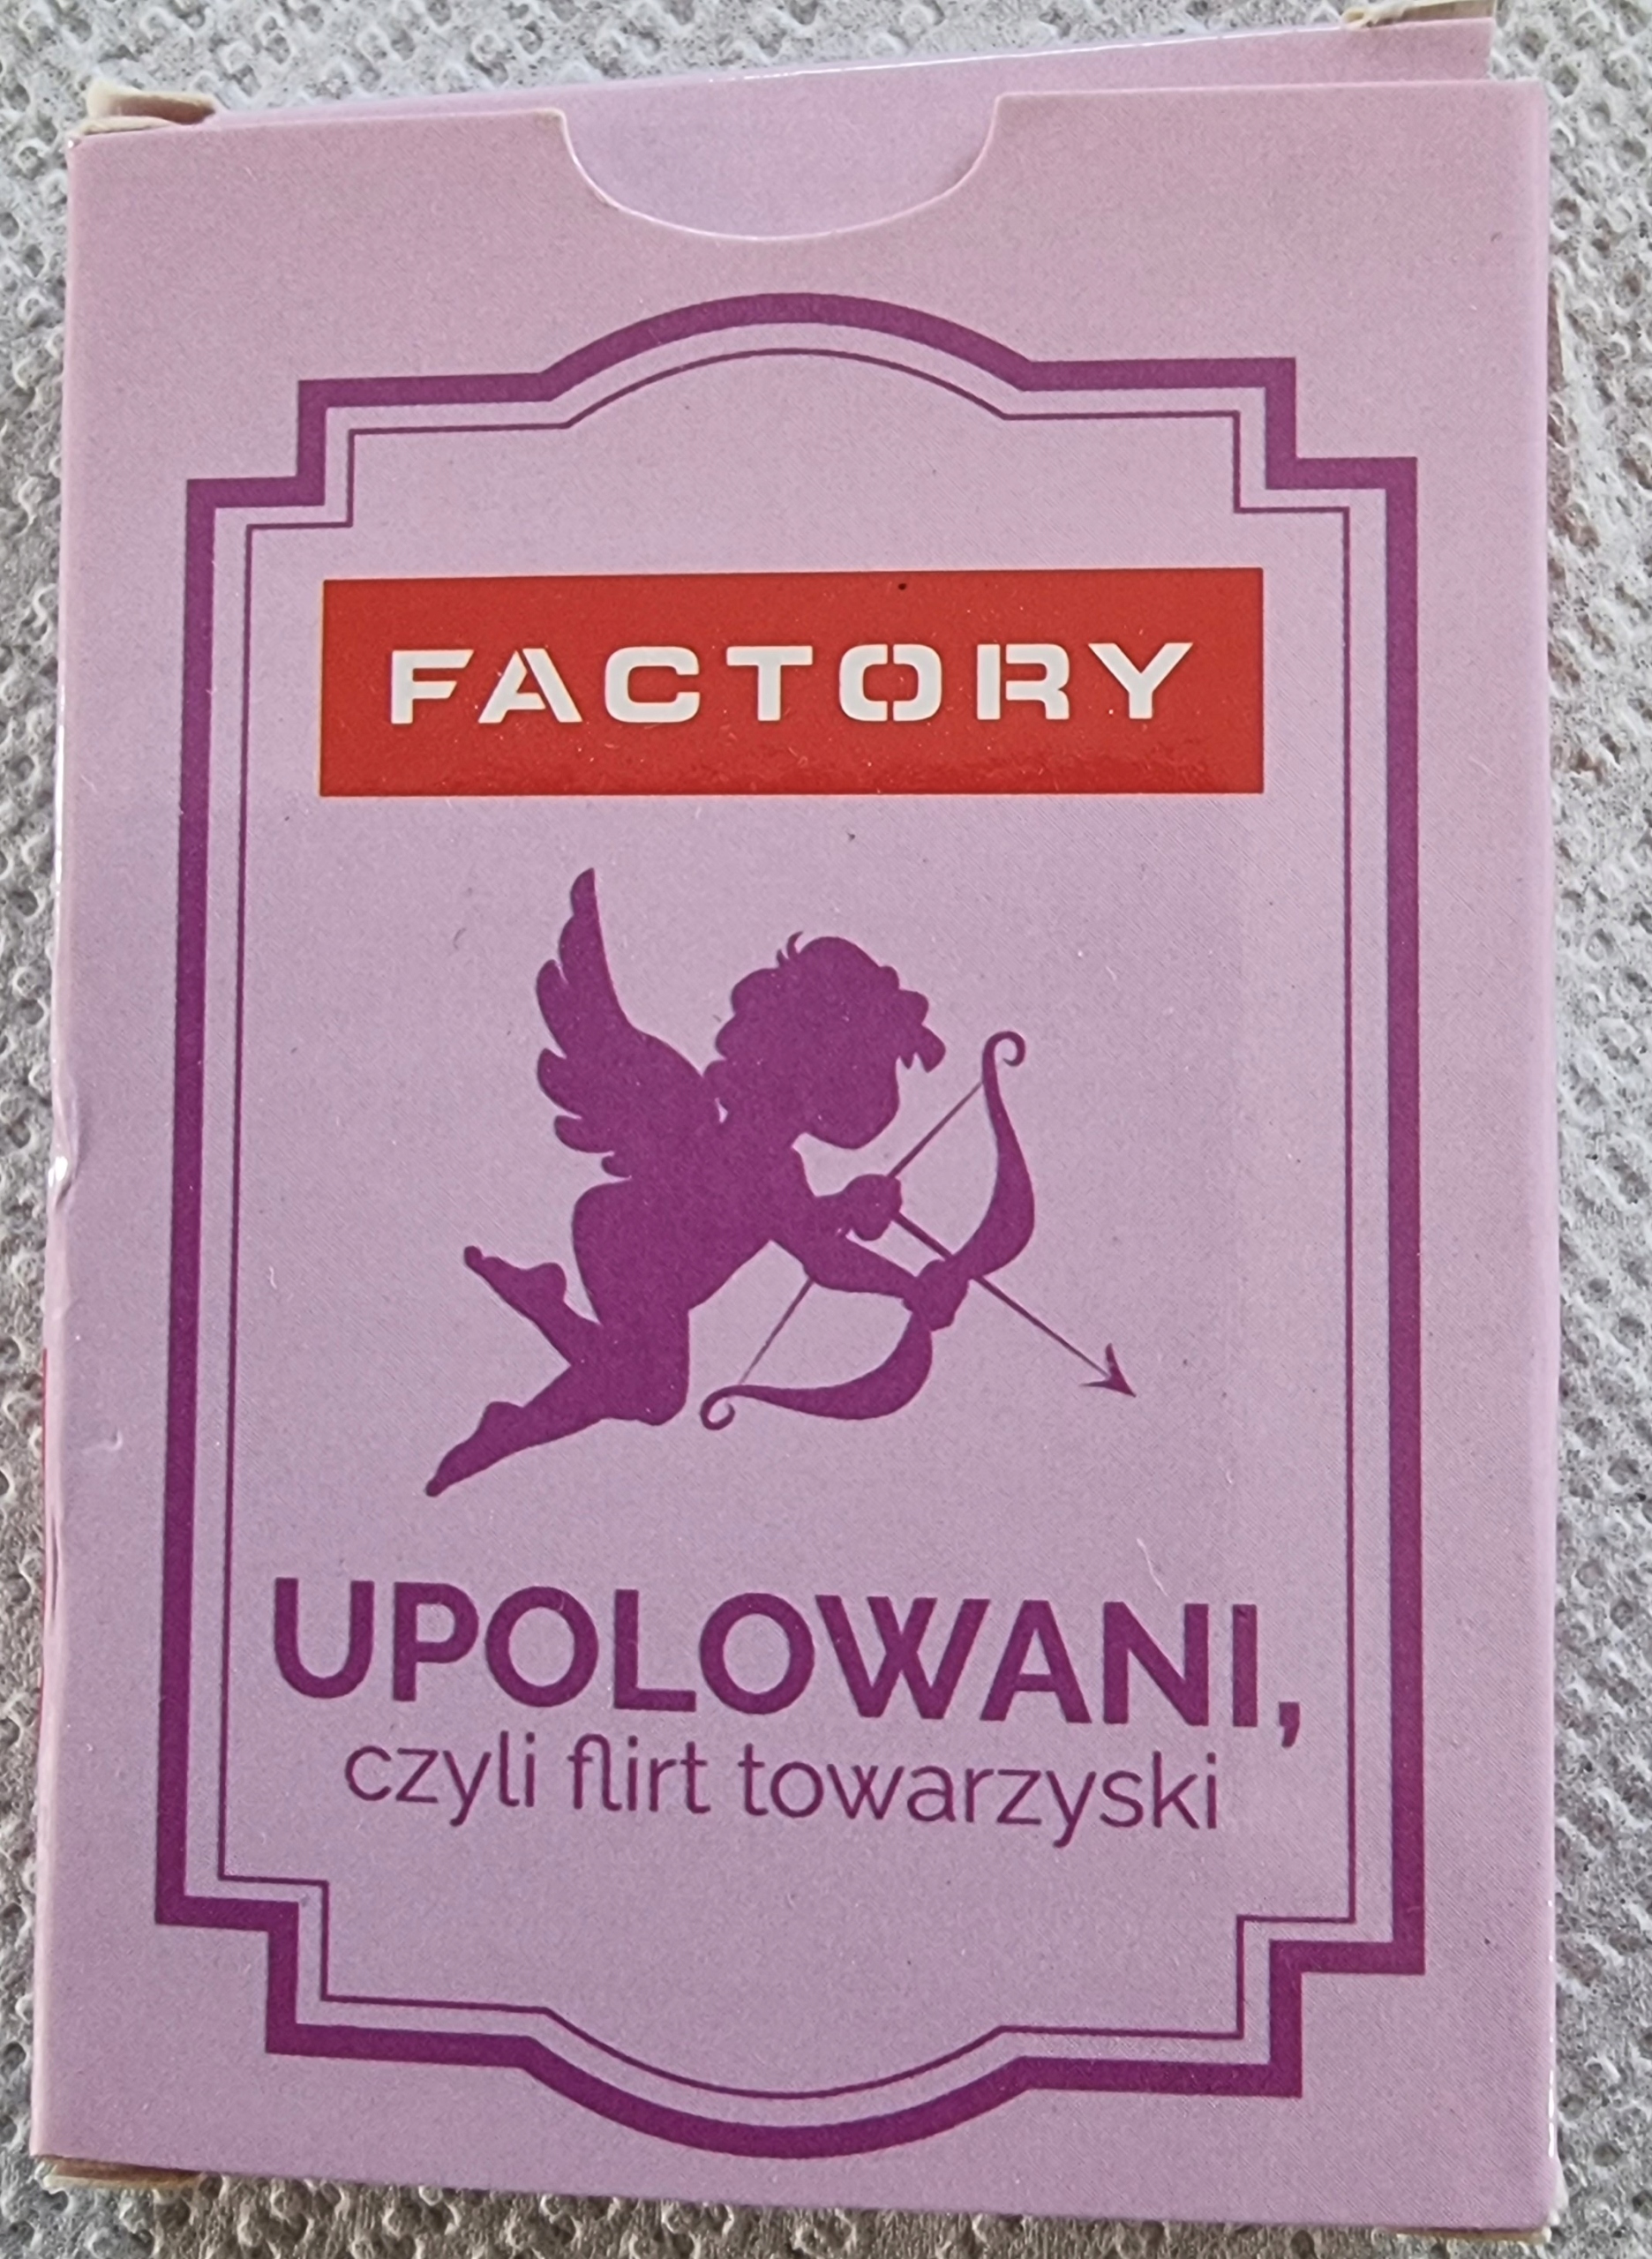 FACTORY
UPOLOWANI,
czyli flirt towarzyski